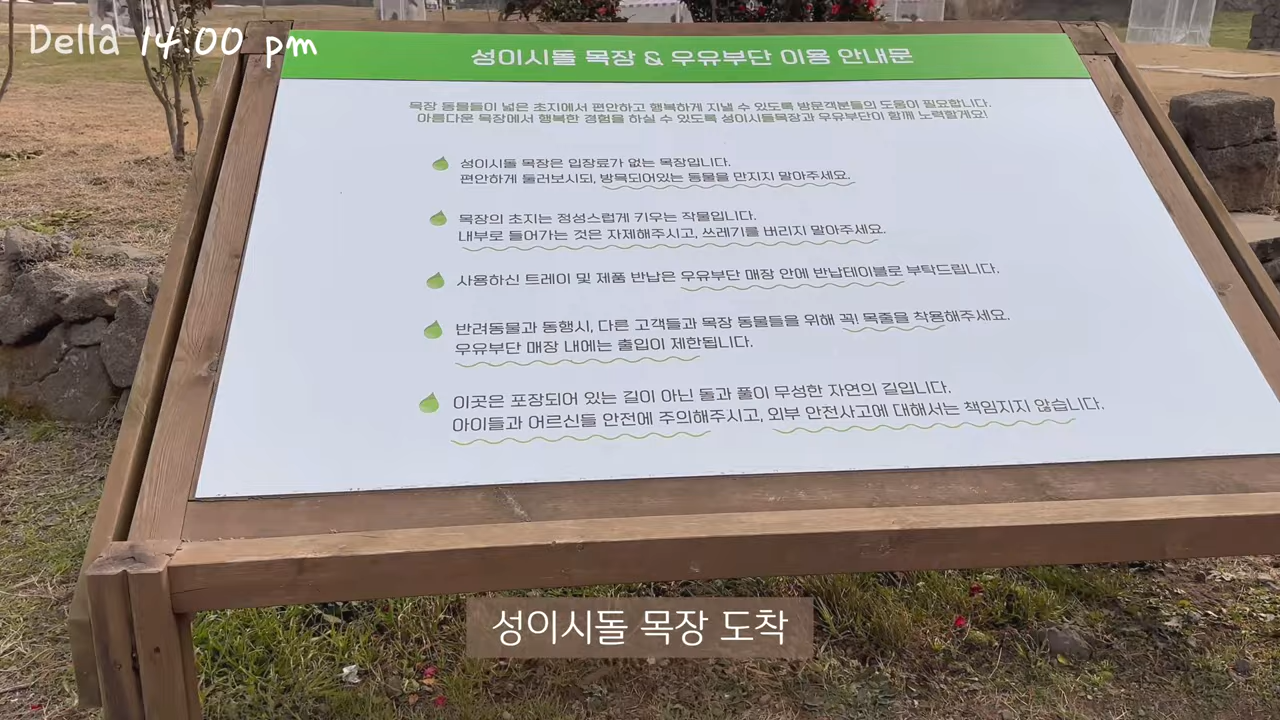 Della 14:00 pm
성이시돌 목장 & 우유부단 이용 안내문
목장 동물들이 넓은 초지에서 편안하고 행복하게 지낼 수 있도록 방문객분들의 도움이 필요합니다.
아름다운 목장에서 행복한 경험을 하실 수 있도록 성이시돌목장과 우유부단이 함께 노력할게요!
성이시돌 목장은 입장료가 없는 목장입니다.
편안하게 둘러보시되, 방목되어있는 동물을 만지지 말아주세요.
목장의 초지는 정성스럽게 키우는 작물입니다.
내부로 들어가는 것은 자제해주시고, 쓰레기를 버리지 말아주세요.
사용하신 트레이 및 제품 반납은 우유부단 매장 안에 반납테이블로 부탁드립니다.
반려동물과 동행시, 다른 고객들과 목장 동물들을 위해 꼭! 목줄을 착용해주세요.
우유부단 매장 내에는 출입이 제한됩니다.
이곳은 포장되어 있는 길이 아닌 돌과 풀이 무성한 자연의 길입니다.
아이들과 어르신들 안전에 주의해주시고, 외부 안전사고에 대해서는 책임지지 않습니다.
성이시돌 목장 도착